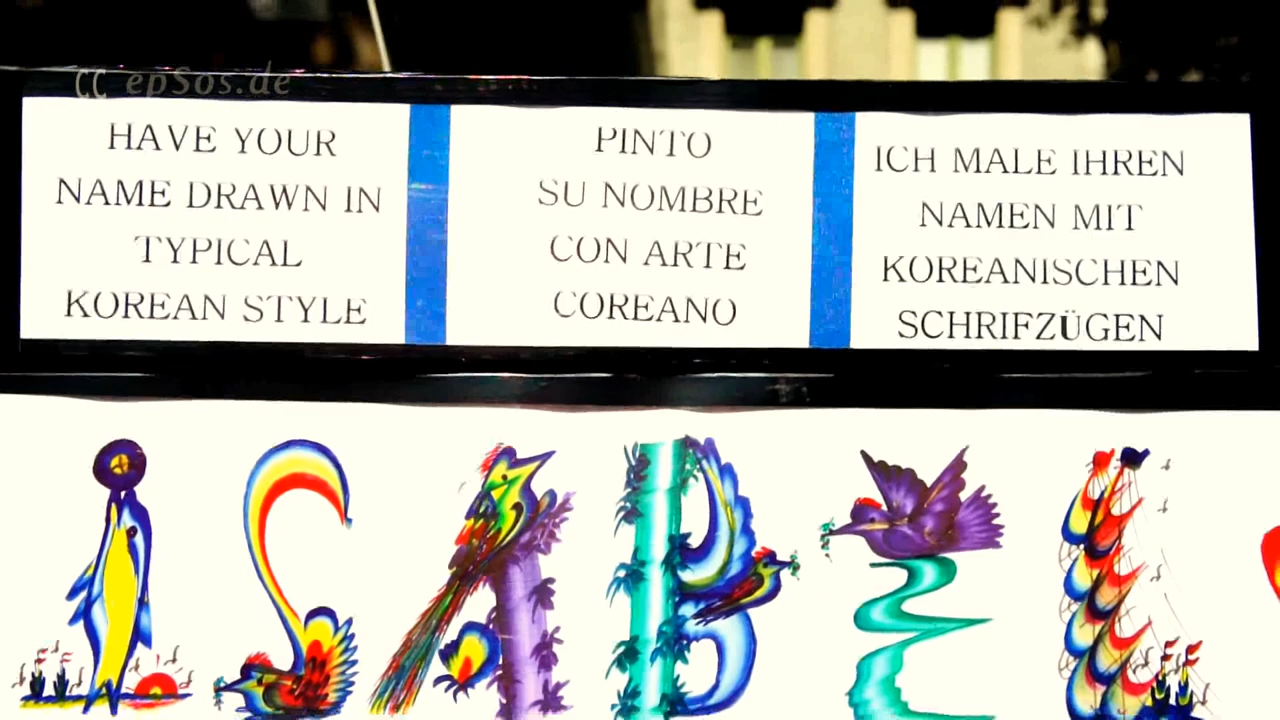 CC epSos.de
HAVE YOUR
NAME DRAWN IN
TYPICAL
KOREAN STYLE
PINTO
SU NOMBRE
CON ARTE
COREANO
ICH MALE IHREN
NAMEN MIT
KOREANISCHEN
SCHRIFZÜGEN
ISABEL